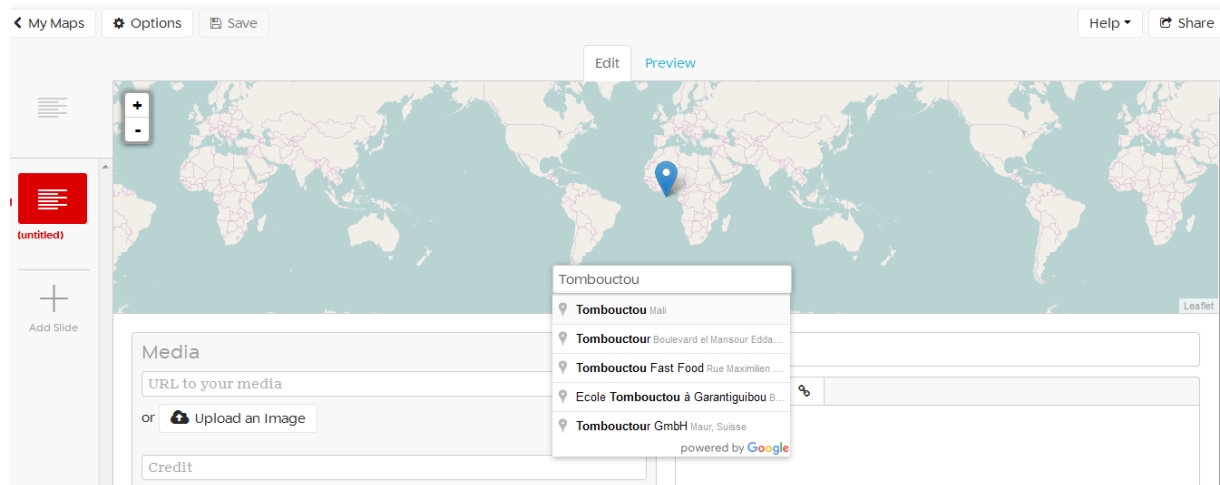 My Maps Options Save Help Share
Edit Preview
+
-
(untitled)
Add Slide
Tombouctou
Tombouctou Mali
Tombouctour Boulevard el Mansour Edda...
Tombouctou Fast Food Rue Maximilien ...
Ecole Tombouctou à Garantiguibou B...
Tombouctour GmbH Maur, Suisse
powered by Google
Leaflet
Media
URL to your media
or Upload an Image
Credit